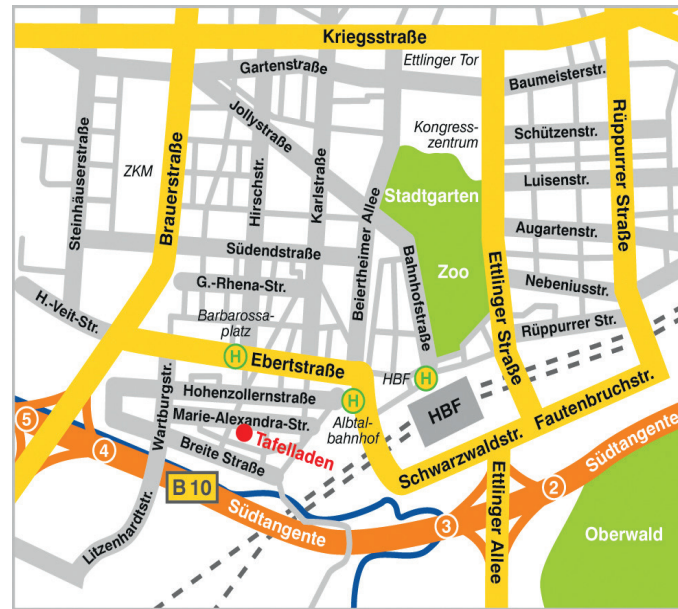 Kriegsstraße
Gartenstraße
Ettlinger Tor
Baumeisterstr.
Jollystraße
Schützenstr.
Kongress-
zentrum
Steinhäuserstraße
ZKM
Brauerstraße
Hirschstr.
Karlstraße
Beiertheimer Allee
Stadtgarten
Luisenstr.
Rüppurrer Straße
Augartenstr.
Südendstraße
Bahnhofstraße
Zoo
Ettlinger Straße
G.-Rhena-Str.
Nebeniusstr.
H.-Veit-Str.
Barbarossa-
platz
Rüppurrer Str.
H
Ebertstraße
HBF
H
HBF
Hohenzollernstraße
H
Albtal-
bahnhof
Wartburgstr.
Marie-Alexandra-Str.
Tafelladen
Breite Straße
Fautenbruchstr.
Schwarzwaldstr.
5
4
B 10
Südtangente
3
2
Südtangente
Ettlinger Allee
Oberwald
Litzenhardtstr.